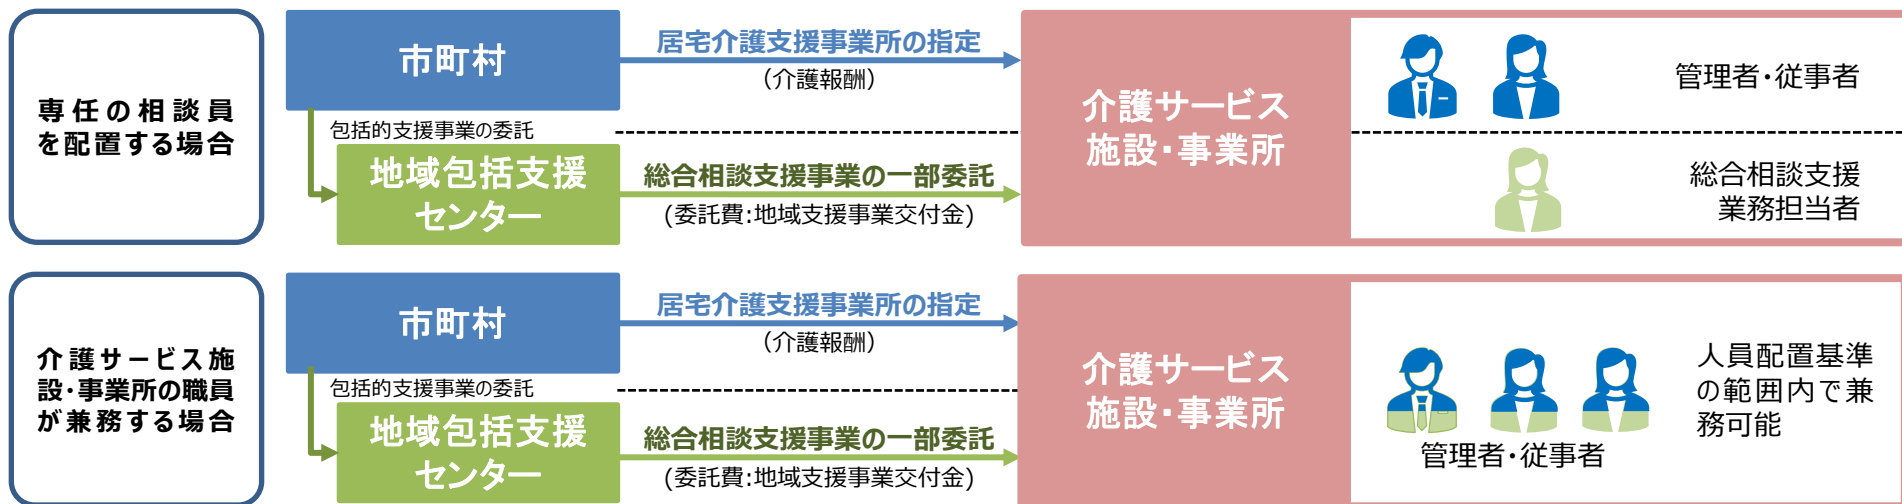 専任の相談員
を配置する場合
市町村
居宅介護支援事業所の指定
（介護報酬）
包括的支援事業の委託
地域包括支援
センター
総合相談支援事業の一部委託
(委託費:地域支援事業交付金)
介護サービス
施設・事業所
管理者・従事者
総合相談支援
業務担当者
介護サービス施
設・事業所の職員
が兼務する場合
市町村
居宅介護支援事業所の指定
（介護報酬）
包括的支援事業の委託
地域包括支援
センター
総合相談支援事業の一部委託
(委託費:地域支援事業交付金)
介護サービス
施設・事業所
管理者・従事者
人員配置基準
の範囲内で兼
務可能